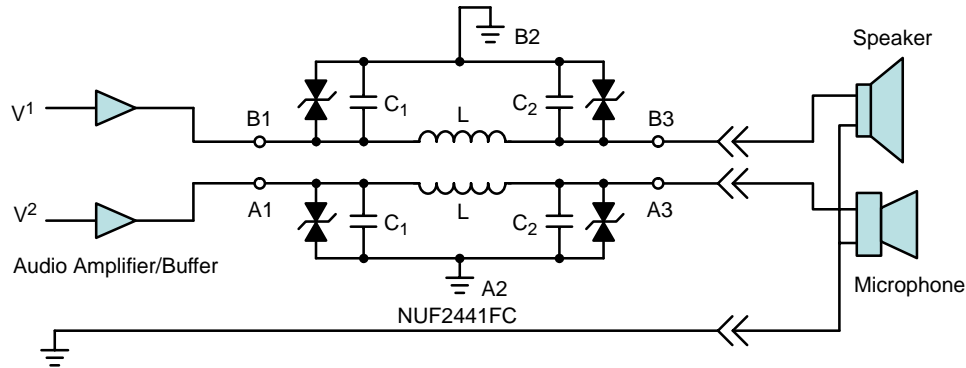 B2
Speaker
C1
C2
V1
B1
L
B3
A1
L
A3
V2
C1
C2
Audio Amplifier/Buffer
A2
Microphone
NUF2441FC